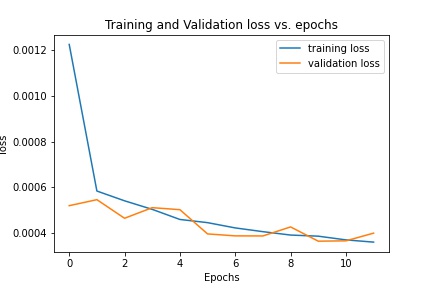 Training and Validation loss vs. epochs
training loss
validation loss
loss
0.0012
0.0010
0.0008
0.0006
0.0004
0 2 4 6 8 10
Epochs